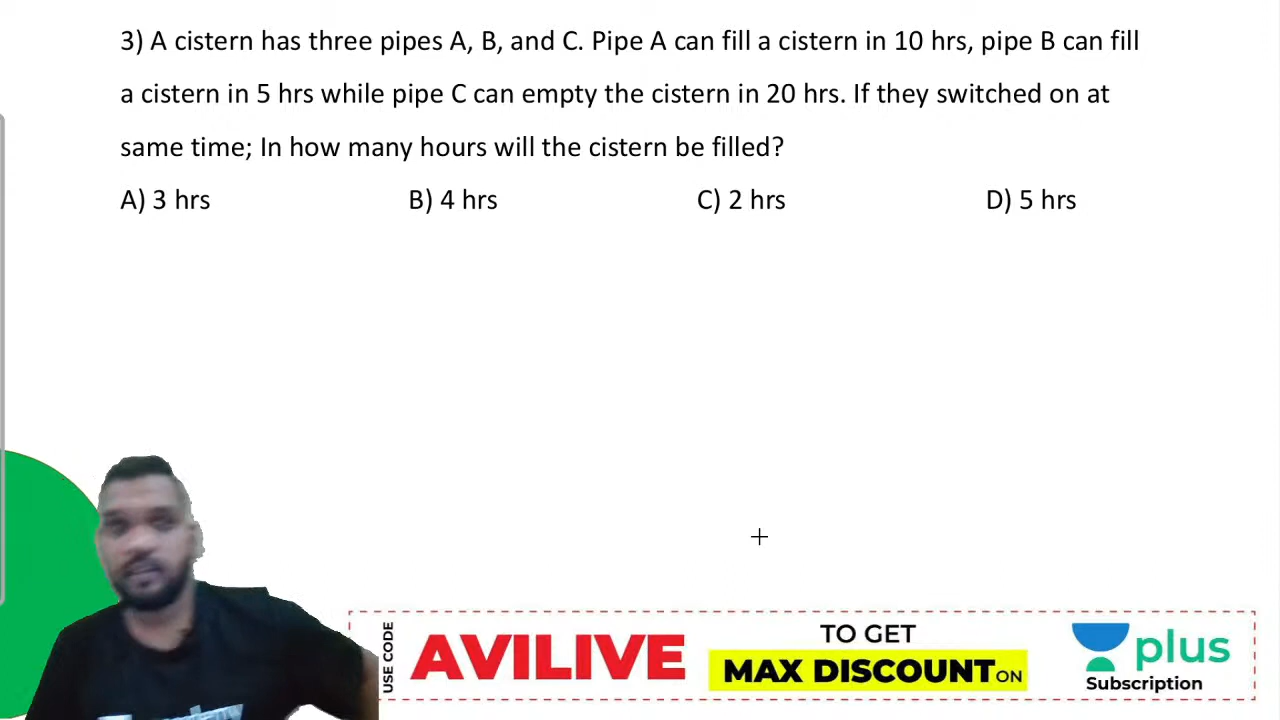 3) A cistern has three pipes A, B, and C. Pipe A can fill a cistern in 10 hrs, pipe B can fill
a cistern in 5 hrs while pipe C can empty the cistern in 20 hrs. If they switched on at
same time; In how many hours will the cistern be filled?
A) 3 hrs B) 4 hrs C) 2 hrs D) 5 hrs
USE CODE
AVILIVE
TO GET
MAX DISCOUNT ON
plus
Subscription